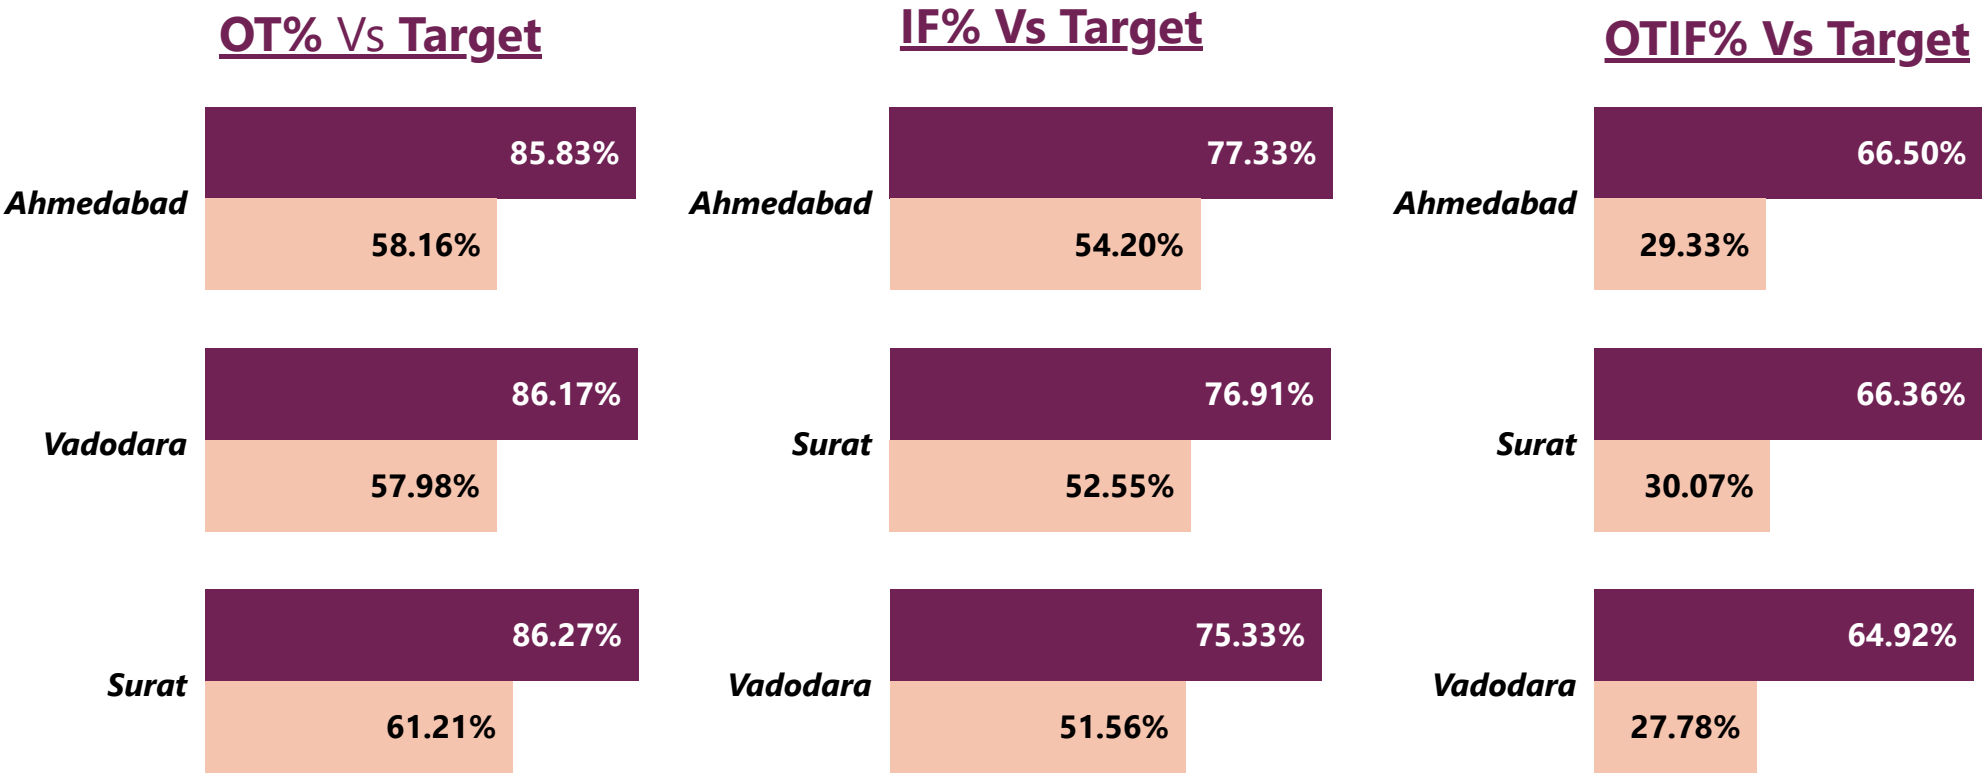 OT% Vs Target
Ahmedabad
85.83%
58.16%
Vadodara
86.17%
57.98%
Surat
86.27%
61.21%
IF% Vs Target
Ahmedabad
77.33%
54.20%
Surat
76.91%
52.55%
Vadodara
75.33%
51.56%
OTIF% Vs Target
Ahmedabad
66.50%
29.33%
Surat
66.36%
30.07%
Vadodara
64.92%
27.78%